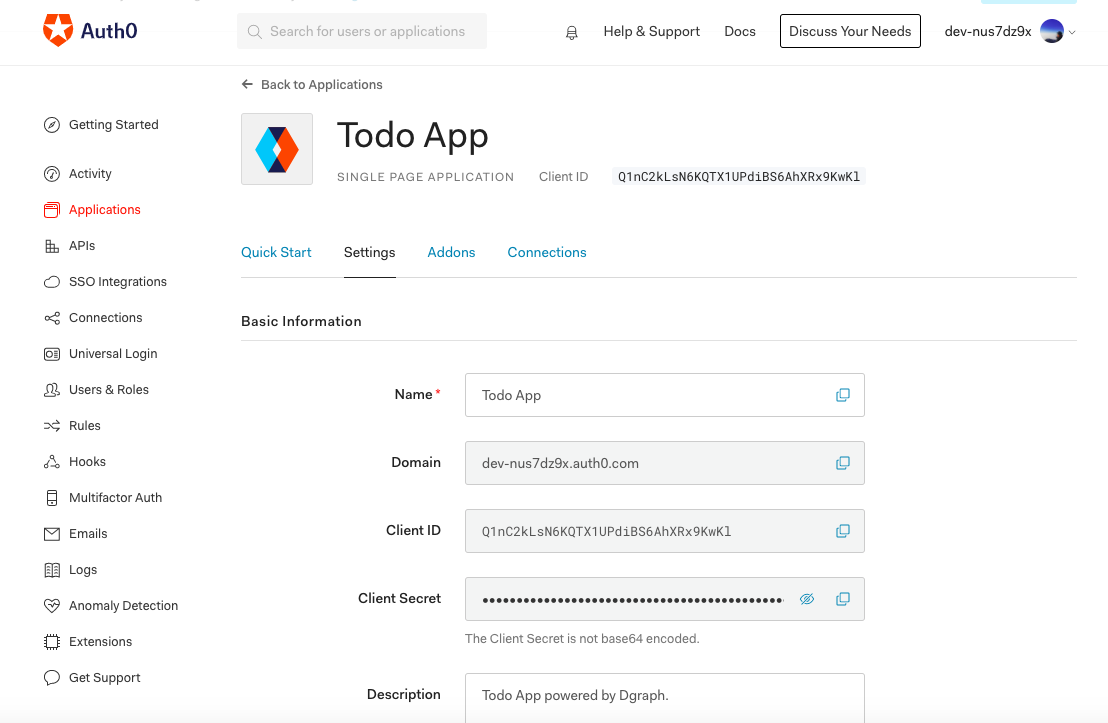 Auth0
Search for users or applications
Help & Support
Docs
Discuss Your Needs
dev-nus7dz9x
Getting Started
Activity
Applications
APIs
SSO Integrations
Connections
Universal Login
Users & Roles
Rules
Hooks
Multifactor Auth
Emails
Logs
Anomaly Detection
Extensions
Get Support
Back to Applications
Todo App
SINGLE PAGE APPLICATION
Client ID
Q1nC2kLsN6KQTX1UPdiBS6AhXRx9KwKl
Quick Start
Settings
Addons
Connections
Basic Information
Name *
Todo App
Domain
dev-nus7dz9x.auth0.com
Client ID
Q1nC2kLsN6KQTX1UPdiBS6AhXRx9KwKl
Client Secret
The Client Secret is not base64 encoded.
Description
Todo App powered by Dgraph.